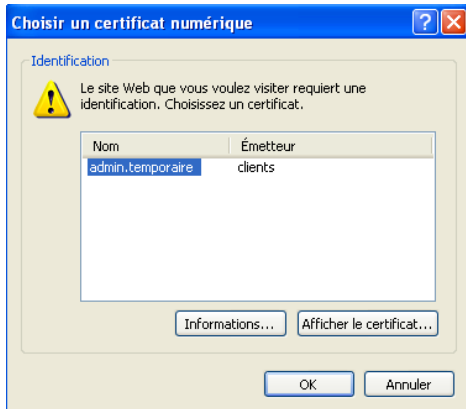 Choisir un certificat numérique
Identification
Le site Web que vous voulez visiter requiert une
identification. Choisissez un certificat.
Nom Émetteur
admin.temporaire clients
Informations... Afficher le certificat...
OK Annuler